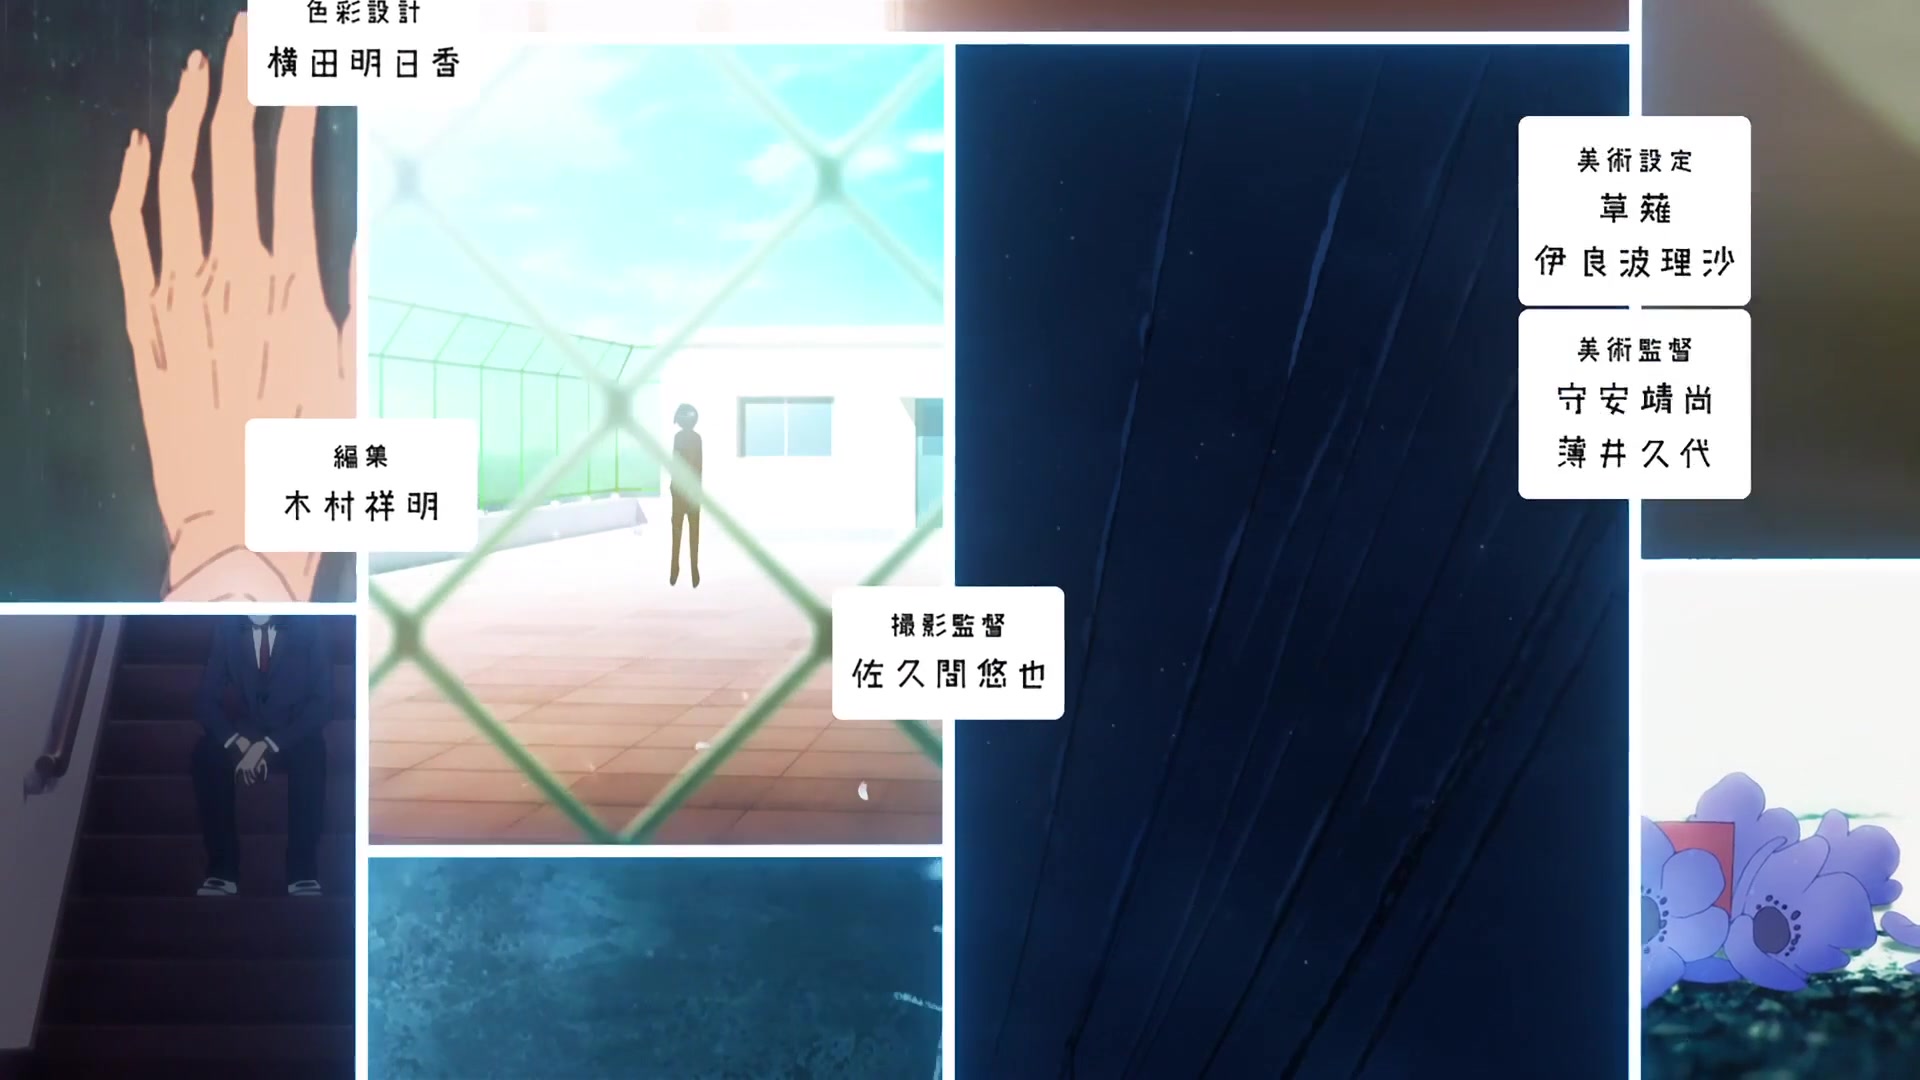 色彩設計
横田明日香
編集
木村祥明
撮影監督
佐久間悠也
美術設定
草薙
伊良波理沙
美術監督
守安靖尚
薄井久代